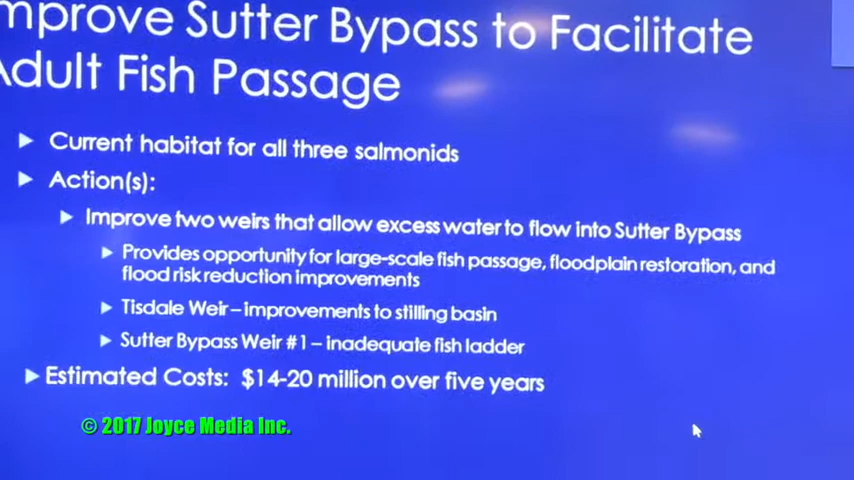 mprove Sutter Bypass to Facilitate
Adult Fish Passage
Current habitat for all three salmonids
Action(s):
Improve two weirs that allow excess water to flow into Sutter Bypass
Provides opportunity for large-scale fish passage, floodplain restoration, and
flood risk reduction improvements
Tisdale Weir – improvements to stilling basin
Sutter Bypass Weir #1 – inadequate fish ladder
Estimated Costs: $14-20 million over five years
© 2017 Joyce Media Inc.